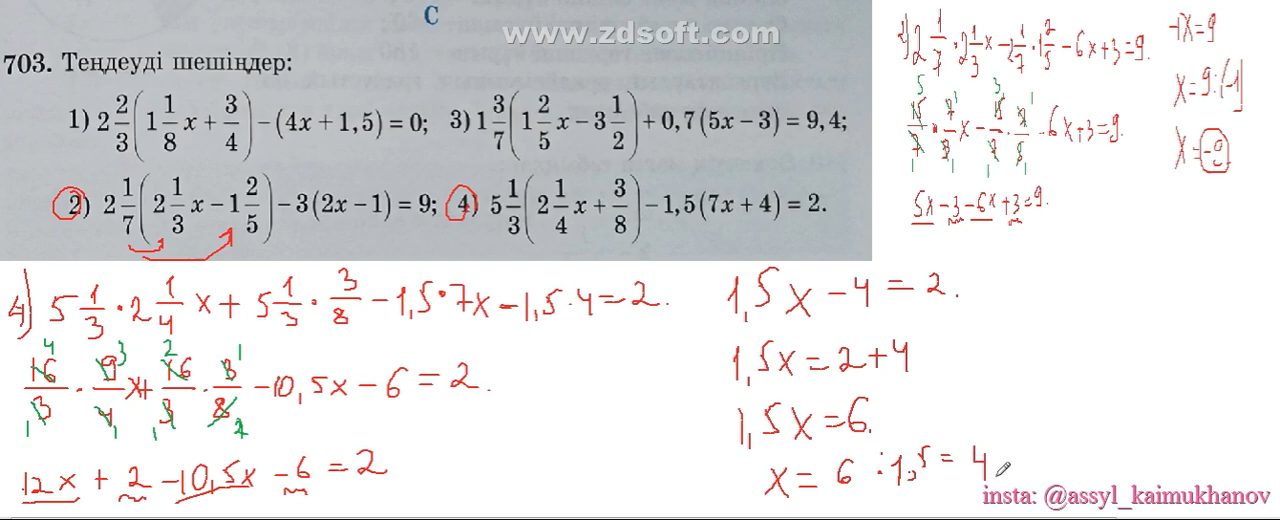 C
www.zdsoft.com
703. Теңдеуді шешіңдер:
1) 2 2/3 (1 1/8 x + 3/4) − (4x + 1,5) = 0; 3) 1 3/7 (1 2/5 x − 3 1/2) + 0,7(5x − 3) = 9,4;
2) 2 1/7 (2 1/3 x − 1 2/5) − 3(2x − 1) = 9; 4) 5 1/3 (2 1/4 x + 3/8) − 1,5(7x + 4) = 2.
2) 2 1/7 · 2 1/3 x − 2 1/7 · 1 2/5 − 6x + 3 = 9.
15/7 · 7/3 x − 15/7 · 7/5 − 6x + 3 = 9.
5x − 3 − 6x + 3 = 9.
−1x = 9
x = 9 : (−1)
x = −9
4) 5 1/3 · 2 1/4 x + 5 1/3 · 3/8 − 1,5 · 7x − 1,5 · 4 = 2.
16/3 · 9/4 x + 16/3 · 3/8 − 10,5x − 6 = 2.
12x + 2 − 10,5x − 6 = 2
1,5x − 4 = 2.
1,5x = 2 + 4
1,5x = 6.
x = 6 : 1,5 = 4
insta: @assyl_kaimukhanov